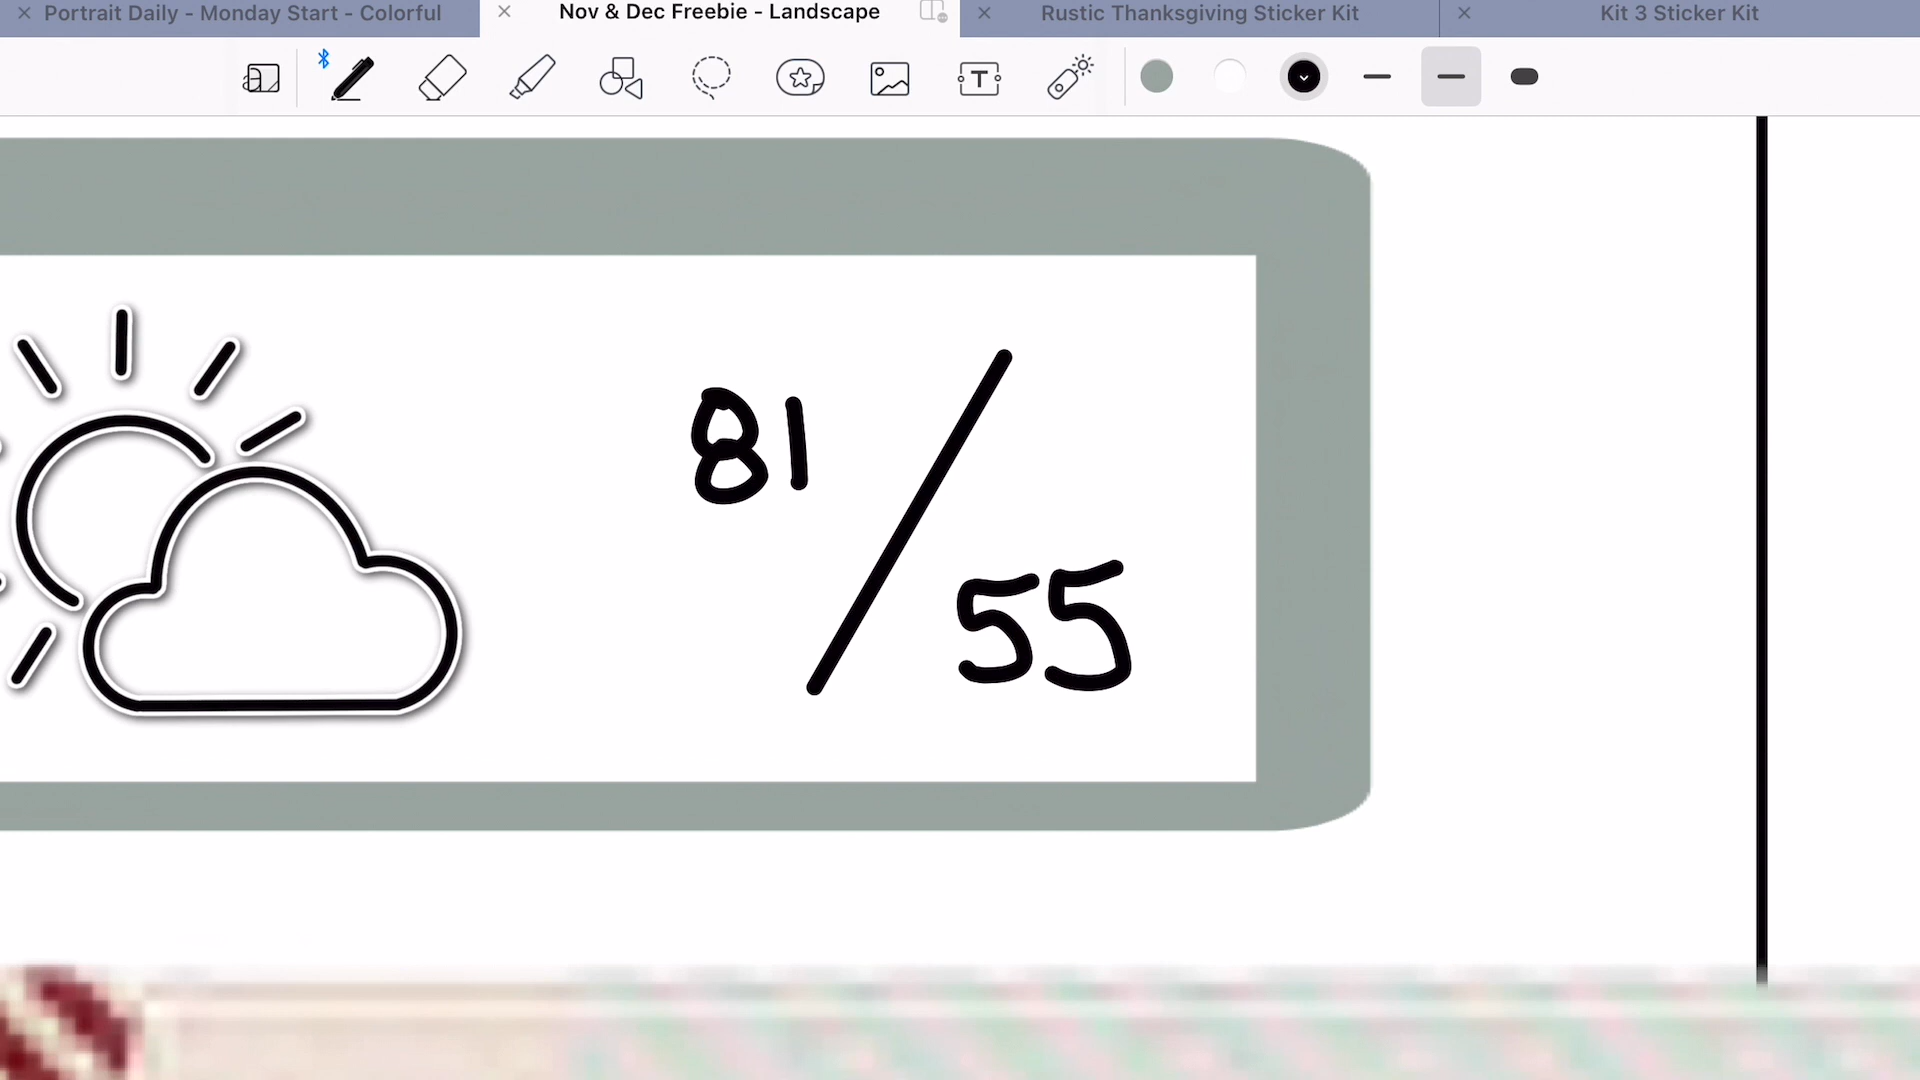 Portrait Daily - Monday Start - Colorful
Nov & Dec Freebie - Landscape
Rustic Thanksgiving Sticker Kit
Kit 3 Sticker Kit
81 / 55